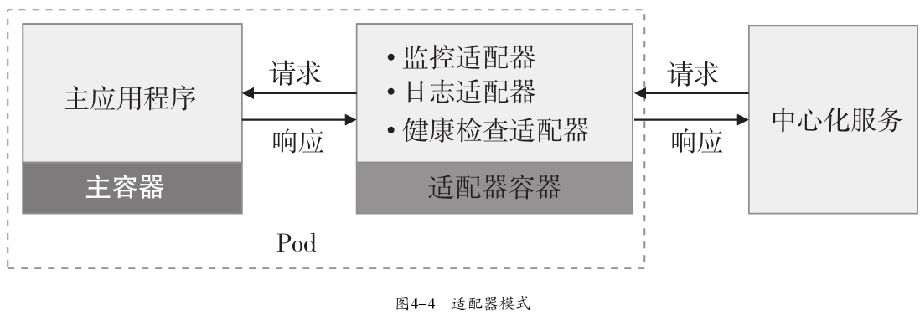 主应用程序
主容器
请求
响应
• 监控适配器
• 日志适配器
• 健康检查适配器
适配器容器
请求
响应
中心化服务
Pod
图4-4 适配器模式